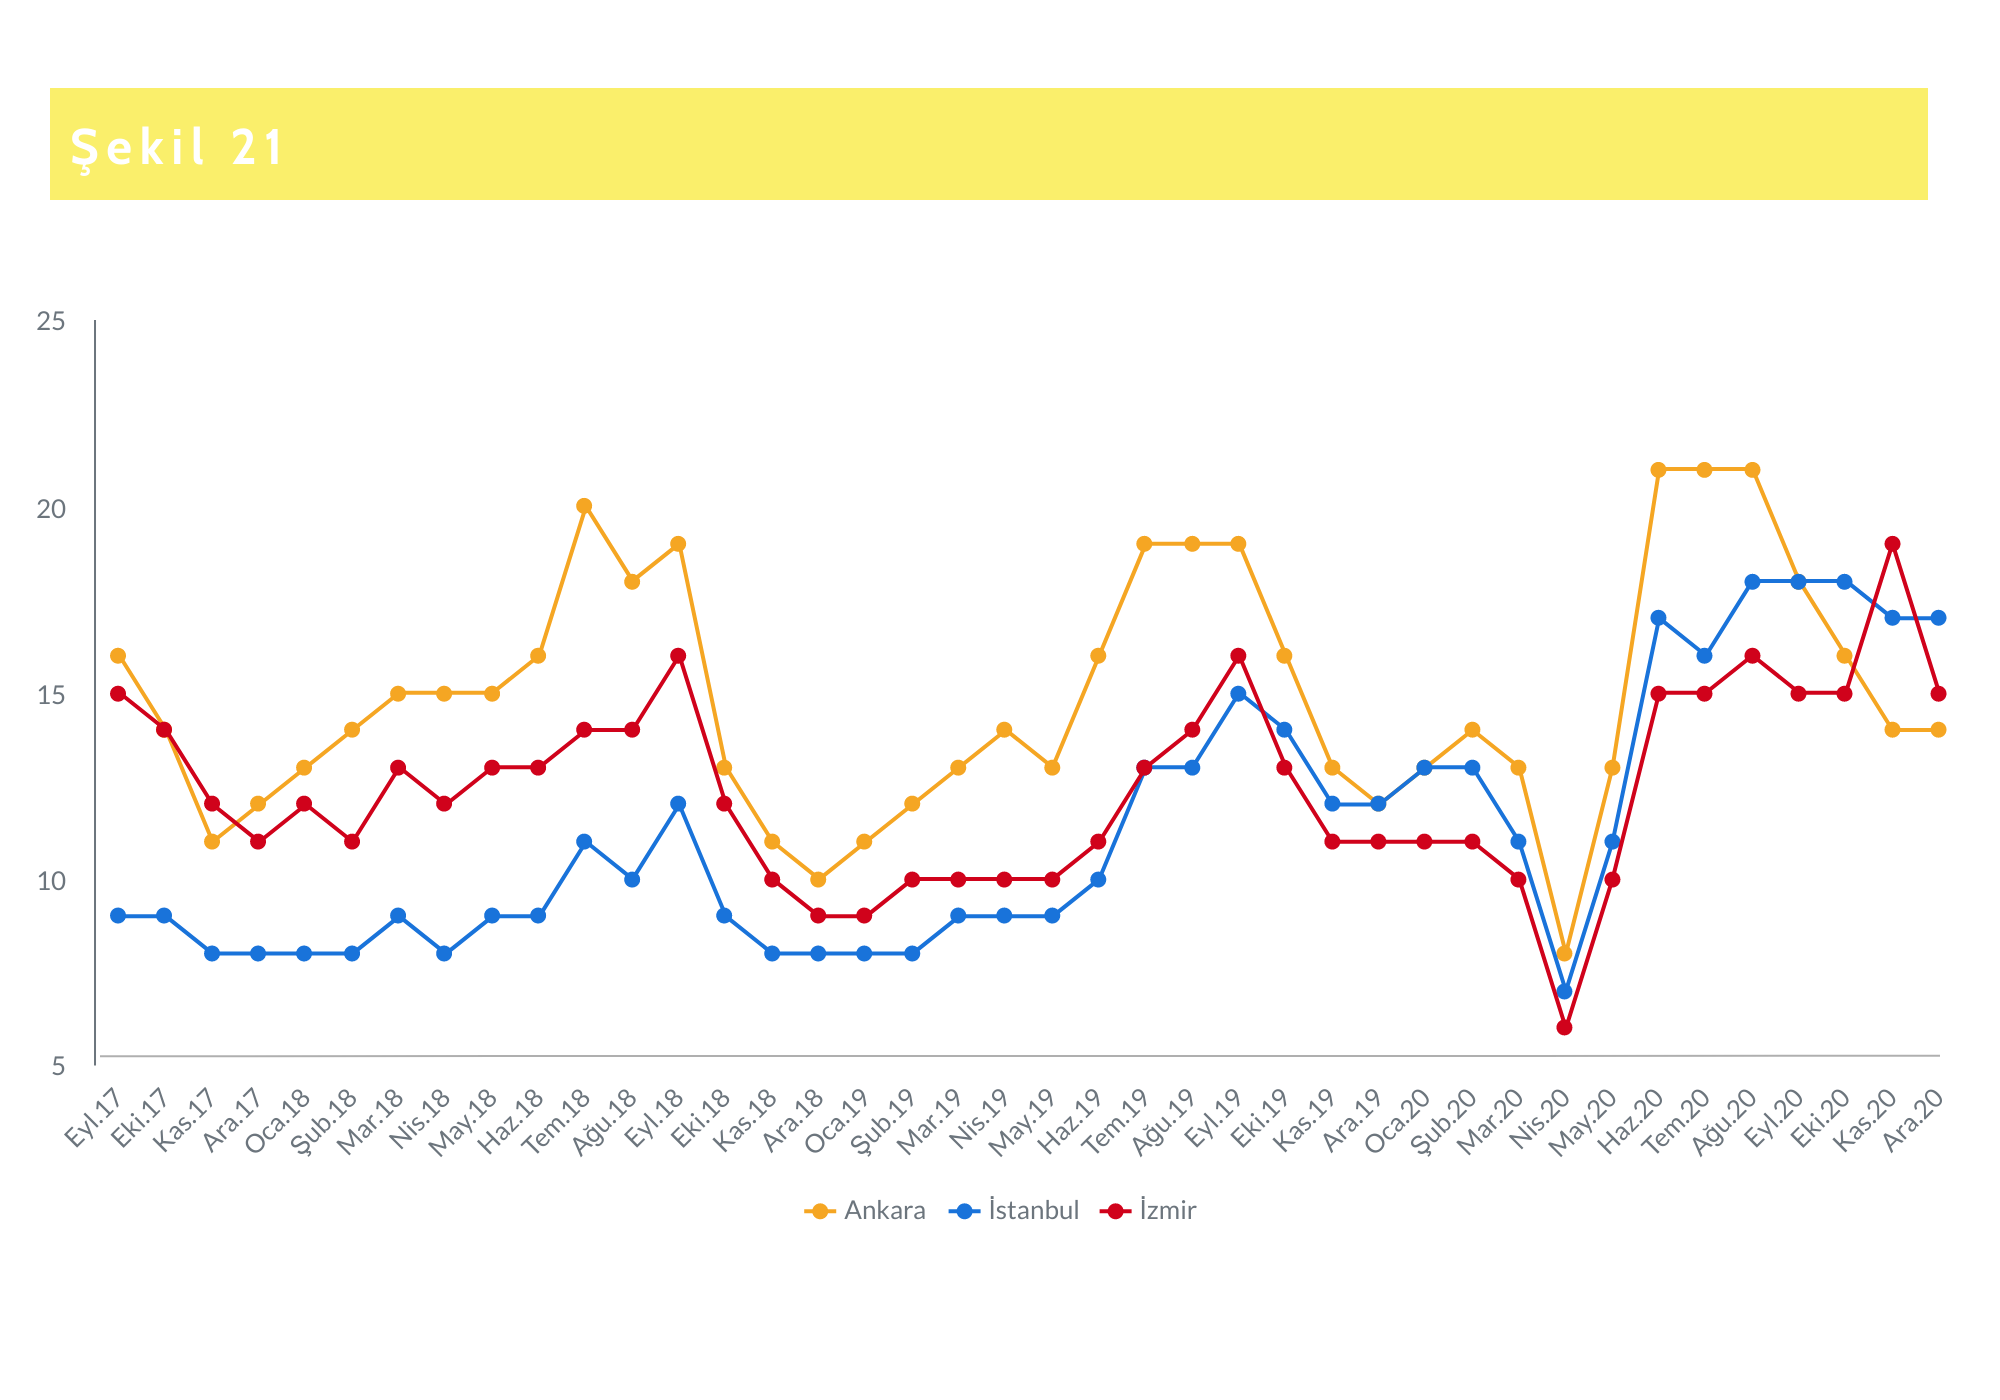 Şekil 21
25
20
15
10
5
Eyl.17
Eki.17
Kas.17
Ara.17
Oca.18
Şub.18
Mar.18
Nis.18
May.18
Haz.18
Tem.18
Ağu.18
Eyl.18
Eki.18
Kas.18
Ara.18
Oca.19
Şub.19
Mar.19
Nis.19
May.19
Haz.19
Tem.19
Ağu.19
Eyl.19
Eki.19
Kas.19
Ara.19
Oca.20
Şub.20
Mar.20
Nis.20
May.20
Haz.20
Tem.20
Ağu.20
Eyl.20
Eki.20
Kas.20
Ara.20
Ankara İstanbul İzmir